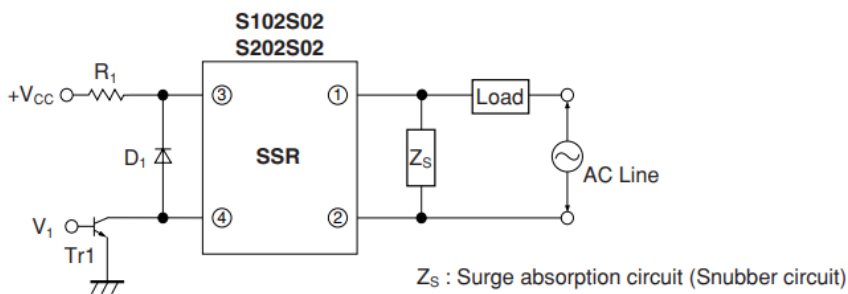 S102S02
S202S02
R1
+VCC
③
①
Load
D1
SSR
ZS
AC Line
V1
④
②
Tr1
ZS : Surge absorption circuit (Snubber circuit)